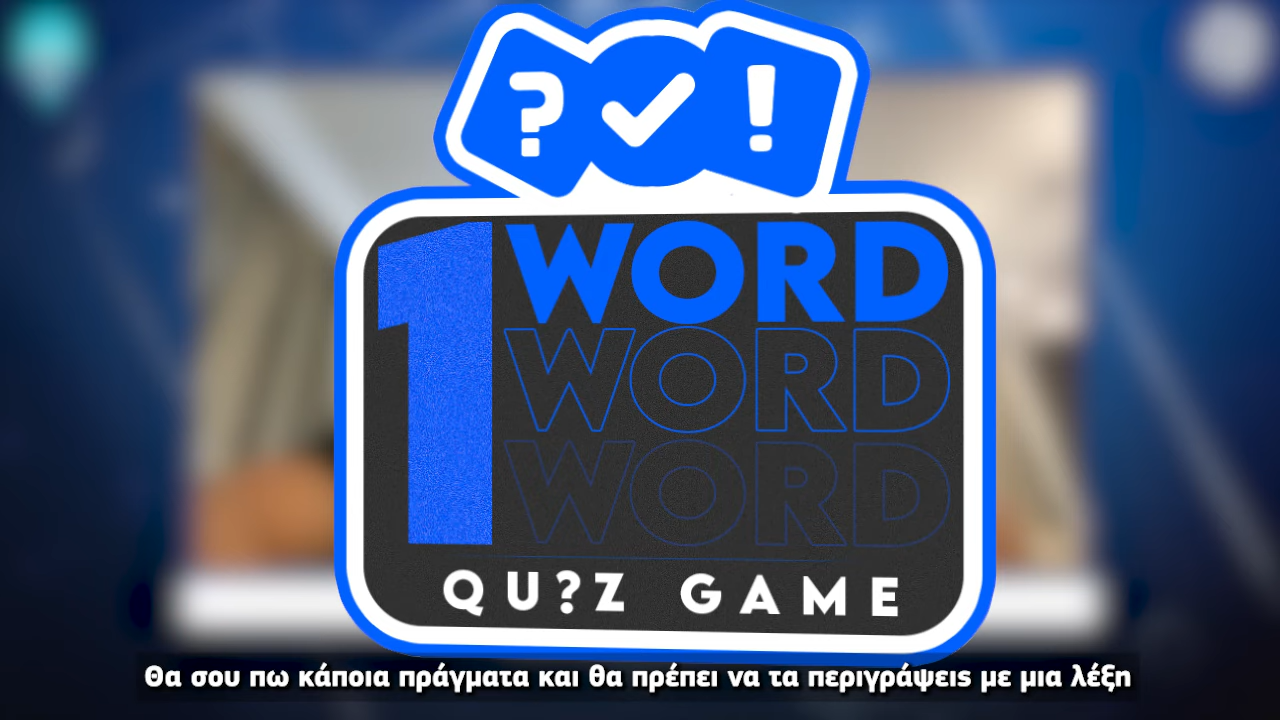 ? ✓ !
1 WORD
WORD
WORD
QU?Z GAME
Θα σου πω κάποια πράγματα και θα πρέπει να τα περιγράψεις με μια λέξη